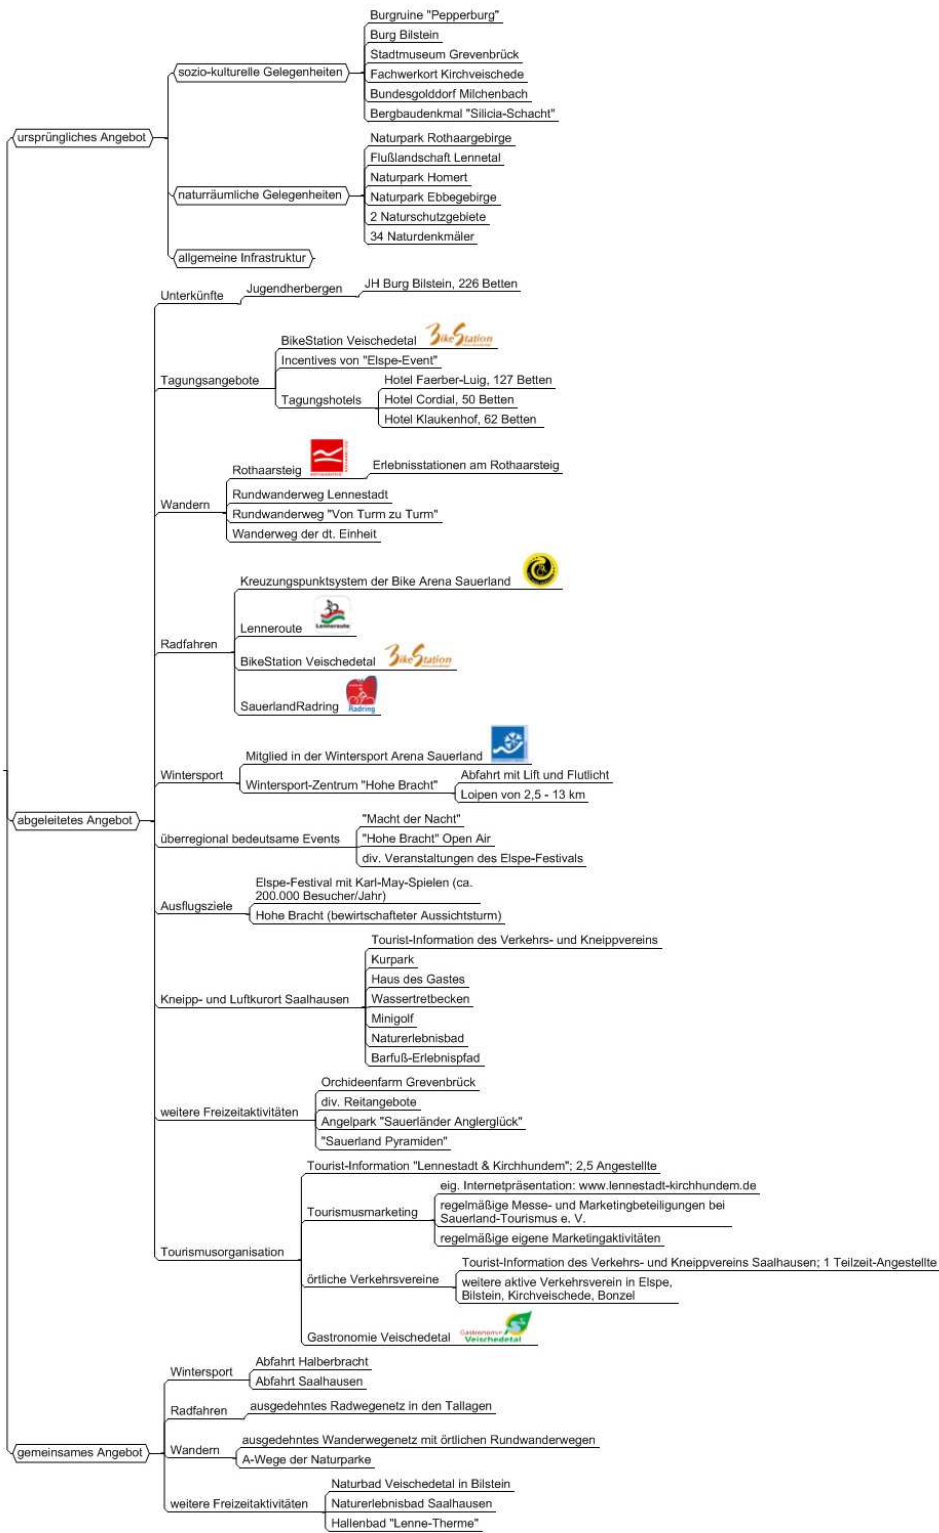 Burgruine "Pepperburg"
Burg Bilstein
Stadtmuseum Grevenbrück
sozio-kulturelle Gelegenheiten
Fachwerkort Kirchveischede
Bundesgolddorf Milchenbach
Bergbaudenkmal "Silicia-Schacht"
ursprüngliches Angebot
Naturpark Rothaargebirge
Flußlandschaft Lennetal
Naturpark Homert
naturräumliche Gelegenheiten
Naturpark Ebbegebirge
2 Naturschutzgebiete
34 Naturdenkmäler
allgemeine Infrastruktur
Unterkünfte
Jugendherbergen
JH Burg Bilstein, 226 Betten
BikeStation Veischedetal
BikeStation
Incentives von "Elspe-Event"
Tagungsangebote
Hotel Faerber-Luig, 127 Betten
Tagungshotels
Hotel Cordial, 50 Betten
Hotel Klaukenhof, 62 Betten
Rothaarsteig
Erlebnisstationen am Rothaarsteig
Wandern
Rundwanderweg Lennestadt
Rundwanderweg "Von Turm zu Turm"
Wanderweg der dt. Einheit
Kreuzungspunktsystem der Bike Arena Sauerland
Lenneroute
Lenneroute
Radfahren
BikeStation Veischedetal
BikeStation
SauerlandRadring
Radring
Mitglied in der Wintersport Arena Sauerland
Wintersport
Wintersport-Zentrum "Hohe Bracht"
Abfahrt mit Lift und Flutlicht
Loipen von 2,5 - 13 km
abgeleitetes Angebot
"Macht der Nacht"
überregional bedeutsame Events
"Hohe Bracht" Open Air
div. Veranstaltungen des Elspe-Festivals
Ausflugsziele
Elspe-Festival mit Karl-May-Spielen (ca.
200.000 Besucher/Jahr)
Hohe Bracht (bewirtschafteter Aussichtsturm)
Tourist-Information des Verkehrs- und Kneippvereins
Kurpark
Haus des Gastes
Kneipp- und Luftkurort Saalhausen
Wassertretbecken
Minigolf
Naturerlebnisbad
Barfuß-Erlebnispfad
Orchideenfarm Grevenbrück
div. Reitangebote
weitere Freizeitaktivitäten
Angelpark "Sauerländer Anglerglück"
"Sauerland Pyramiden"
Tourist-Information "Lennestadt & Kirchhundem"; 2,5 Angestellte
eig. Internetpräsentation: www.lennestadt-kirchhundem.de
Tourismusmarketing
regelmäßige Messe- und Marketingbeteiligungen bei
Sauerland-Tourismus e. V.
regelmäßige eigene Marketingaktivitäten
Tourismusorganisation
örtliche Verkehrsvereine
Tourist-Information des Verkehrs- und Kneippvereins Saalhausen; 1 Teilzeit-Angestellte
weitere aktive Verkehrsverein in Elspe,
Bilstein, Kirchveischede, Bonzel
Gastronomie Veischedetal
Gastronomie
Veischedetal
Wintersport
Abfahrt Halberbracht
Abfahrt Saalhausen
Radfahren
ausgedehntes Radwegenetz in den Tallagen
gemeinsames Angebot
Wandern
ausgedehntes Wanderwegenetz mit örtlichen Rundwanderwegen
A-Wege der Naturparke
Naturbad Veischedetal in Bilstein
weitere Freizeitaktivitäten
Naturerlebnisbad Saalhausen
Hallenbad "Lenne-Therme"